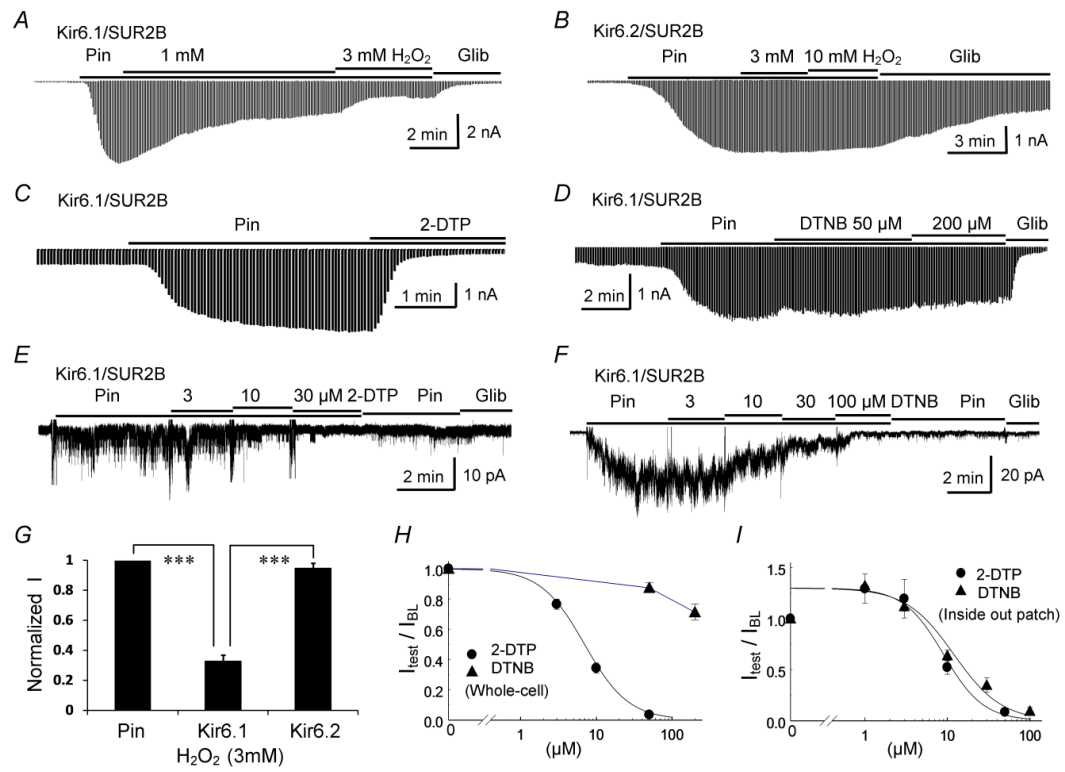 A
Kir6.1/SUR2B
Pin 1 mM 3 mM H₂O₂ Glib
2 min 2 nA
B
Kir6.2/SUR2B
Pin 3 mM 10 mM H₂O₂ Glib
3 min 1 nA
C
Kir6.1/SUR2B
Pin 2-DTP
1 min 1 nA
D
Kir6.1/SUR2B
Pin DTNB 50 µM 200 µM Glib
2 min 1 nA
E
Kir6.1/SUR2B
Pin 3 10 30 µM 2-DTP Pin Glib
2 min 10 pA
F
Kir6.1/SUR2B
Pin 3 10 30 100 µM DTNB Pin Glib
2 min 20 pA
G
Normalized I
1
0.8
0.6
0.4
0.2
0
*** ***
Pin Kir6.1 Kir6.2
H₂O₂ (3mM)
H
I_test / I_BL
1.0
0.8
0.6
0.4
0.2
0.0
2-DTP
DTNB
(Whole-cell)
0 1 10 100
(µM)
I
I_test / I_BL
1.5
1.0
0.5
0.0
2-DTP
DTNB
(Inside out patch)
0 1 10 100
(µM)